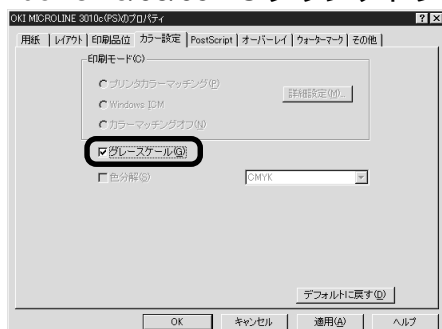 OKI MICROLINE 3010c(PS)のプロパティ
用紙 レイアウト 印刷品位 カラー設定 PostScript オーバーレイ ウォーターマーク その他
印刷モード(C)
プリンタカラーマッチング(P)
詳細設定(M)...
Windows ICM
カラーマッチングオフ(N)
グレースケール(G)
色分解(S) CMYK
デフォルトに戻す(D)
OK キャンセル 適用(A) ヘルプ